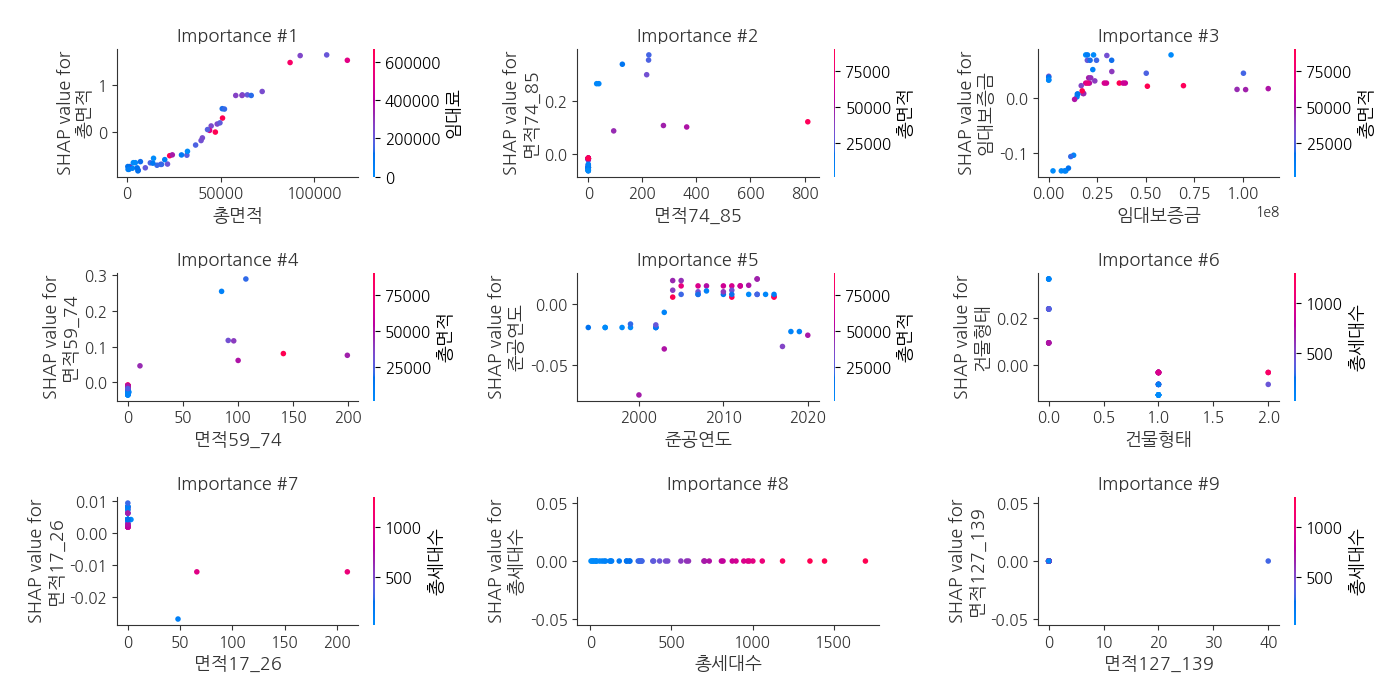 Importance #1
SHAP value for
총면적
1
0
0
50000
100000
총면적
600000
400000
200000
0
임대료
Importance #2
SHAP value for
면적74_85
0.2
0.0
0
200
400
600
800
면적74_85
75000
50000
25000
총면적
Importance #3
SHAP value for
임대보증금
0.0
-0.1
0.00
0.25
0.50
0.75
1.00
1e8
임대보증금
75000
50000
25000
총면적
Importance #4
SHAP value for
면적59_74
0.3
0.2
0.1
0.0
0
50
100
150
200
면적59_74
75000
50000
25000
총면적
Importance #5
SHAP value for
준공연도
0.00
-0.05
2000
2010
2020
준공연도
75000
50000
25000
총면적
Importance #6
SHAP value for
건물형태
0.02
0.00
0.0
0.5
1.0
1.5
2.0
건물형태
1000
500
총세대수
Importance #7
SHAP value for
면적17_26
0.01
0.00
-0.01
-0.02
0
50
100
150
200
면적17_26
1000
500
총세대수
Importance #8
SHAP value for
총세대수
0.05
0.00
-0.05
0
500
1000
1500
총세대수
Importance #9
SHAP value for
면적127_139
0.05
0.00
-0.05
0
10
20
30
40
면적127_139
1000
500
총세대수